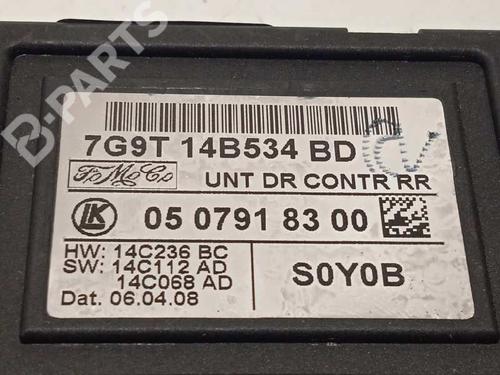 B-PARTS
7G9T 14B534 BD
FoMoCo
UNT DR CONTR RR
LK
05 0791 83 00
HW: 14C236 BC
SW: 14C112 AD
14C068 AD
Dat. 06.04.08
S0Y0B